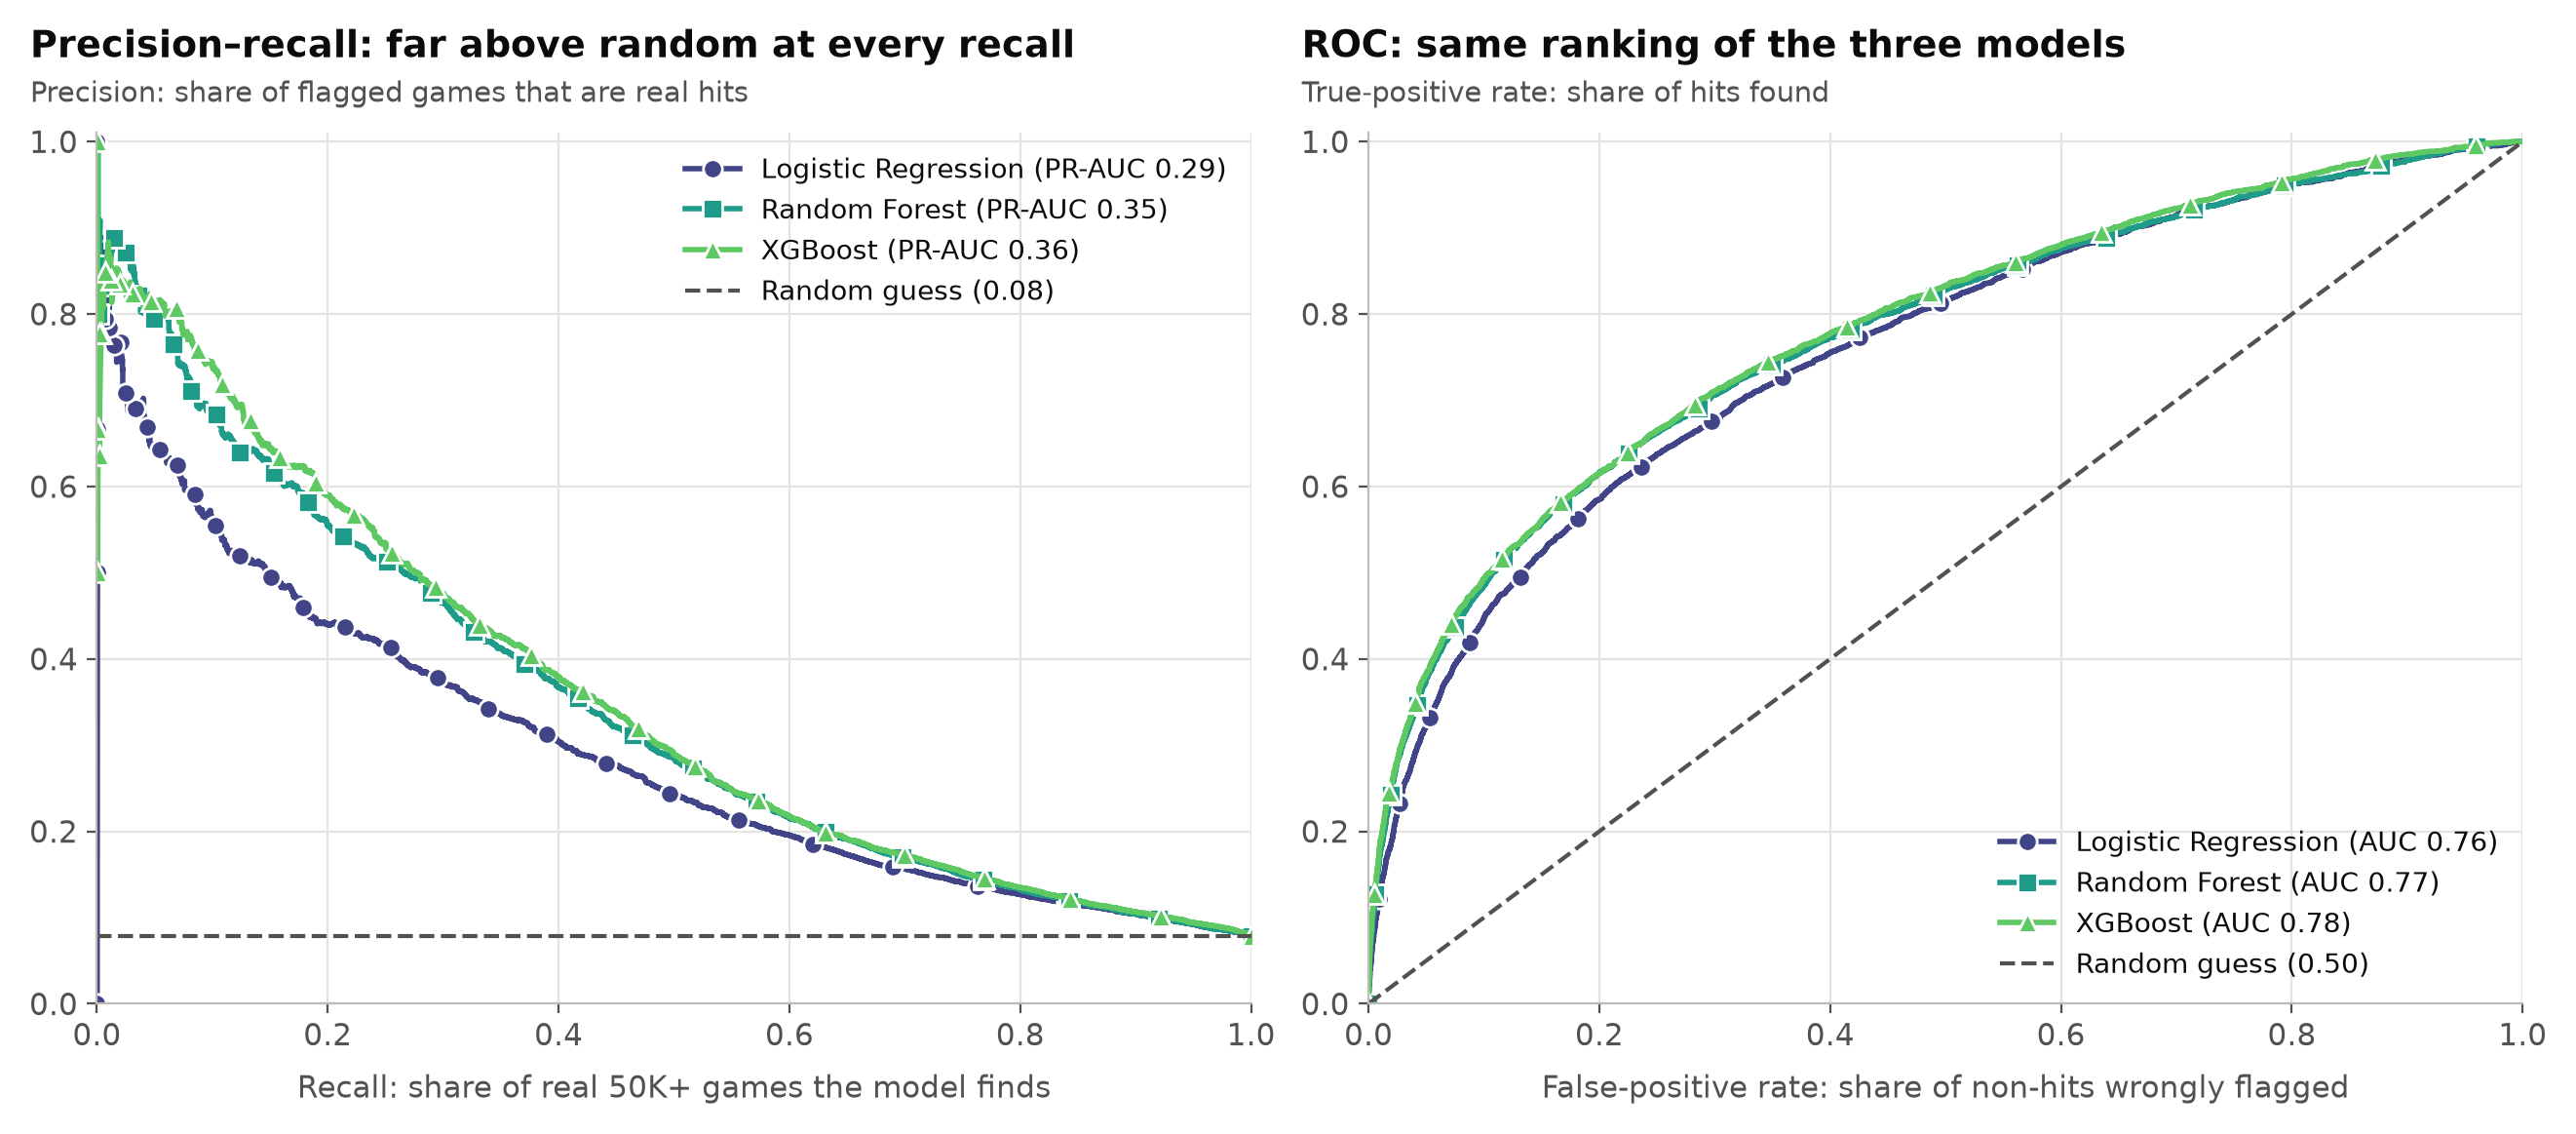 Precision–recall: far above random at every recall
Precision: share of flagged games that are real hits
1.0
0.8
0.6
0.4
0.2
0.0
0.0 0.2 0.4 0.6 0.8 1.0
Recall: share of real 50K+ games the model finds
Logistic Regression (PR-AUC 0.29)
Random Forest (PR-AUC 0.35)
XGBoost (PR-AUC 0.36)
Random guess (0.08)
ROC: same ranking of the three models
True-positive rate: share of hits found
1.0
0.8
0.6
0.4
0.2
0.0
0.0 0.2 0.4 0.6 0.8 1.0
False-positive rate: share of non-hits wrongly flagged
Logistic Regression (AUC 0.76)
Random Forest (AUC 0.77)
XGBoost (AUC 0.78)
Random guess (0.50)